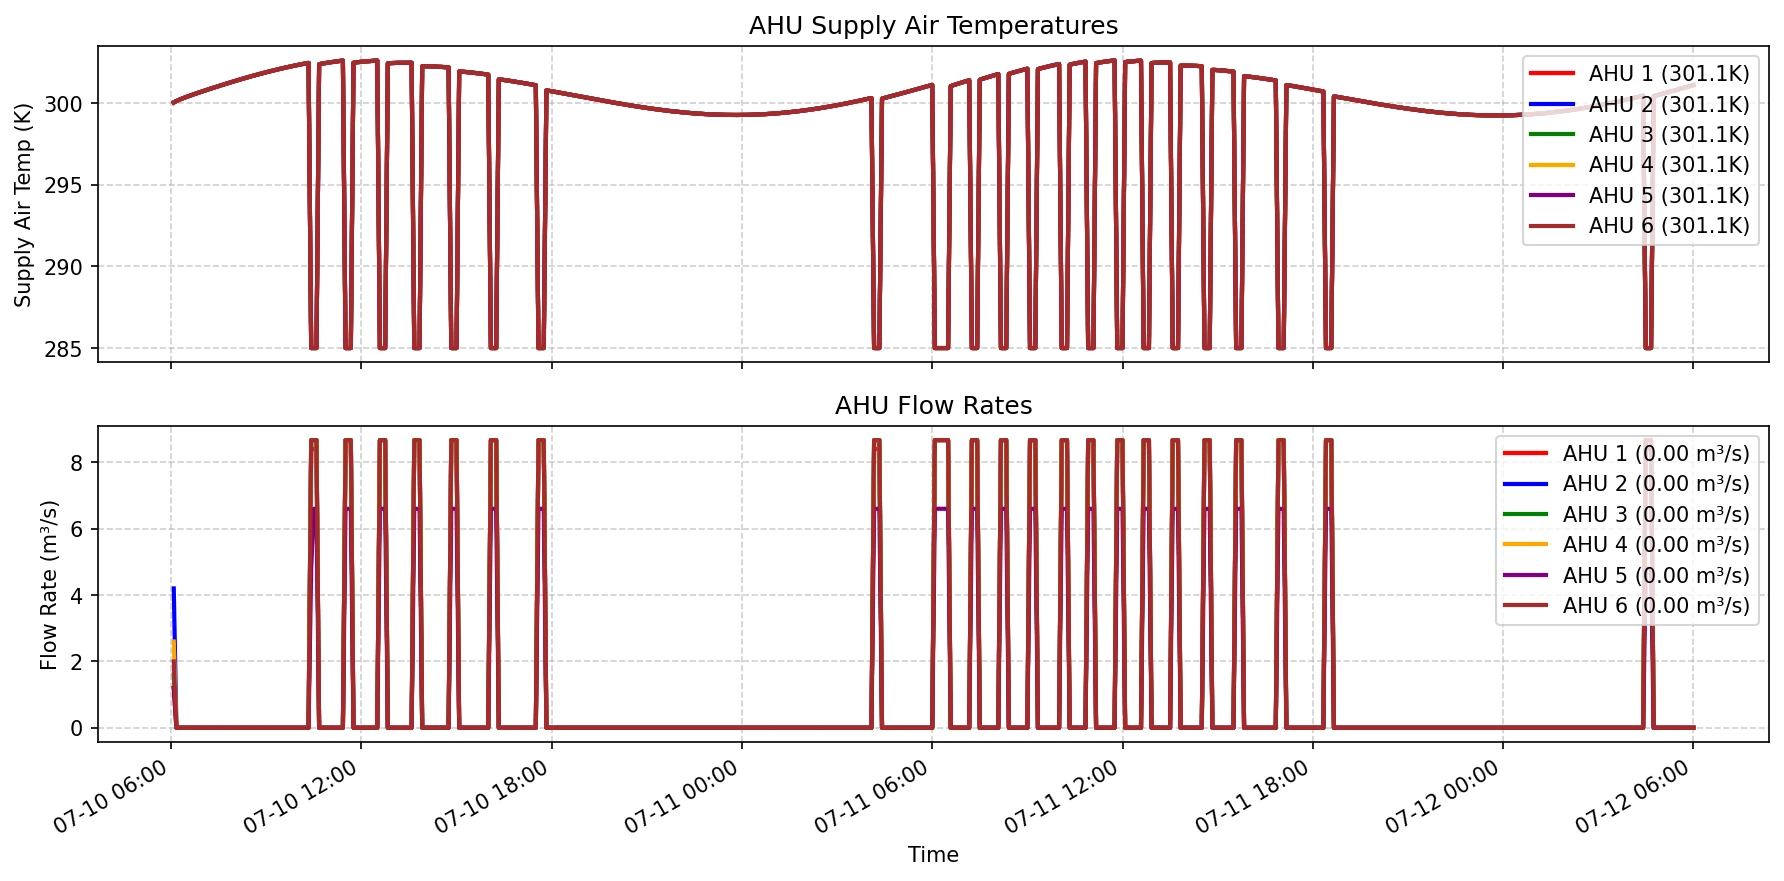 AHU Supply Air Temperatures
Supply Air Temp (K)
300
295
290
285
AHU 1 (301.1K)
AHU 2 (301.1K)
AHU 3 (301.1K)
AHU 4 (301.1K)
AHU 5 (301.1K)
AHU 6 (301.1K)
AHU Flow Rates
Flow Rate (m³/s)
8
6
4
2
0
AHU 1 (0.00 m³/s)
AHU 2 (0.00 m³/s)
AHU 3 (0.00 m³/s)
AHU 4 (0.00 m³/s)
AHU 5 (0.00 m³/s)
AHU 6 (0.00 m³/s)
07-10 06:00
07-10 12:00
07-10 18:00
07-11 00:00
07-11 06:00
07-11 12:00
07-11 18:00
07-12 00:00
07-12 06:00
Time